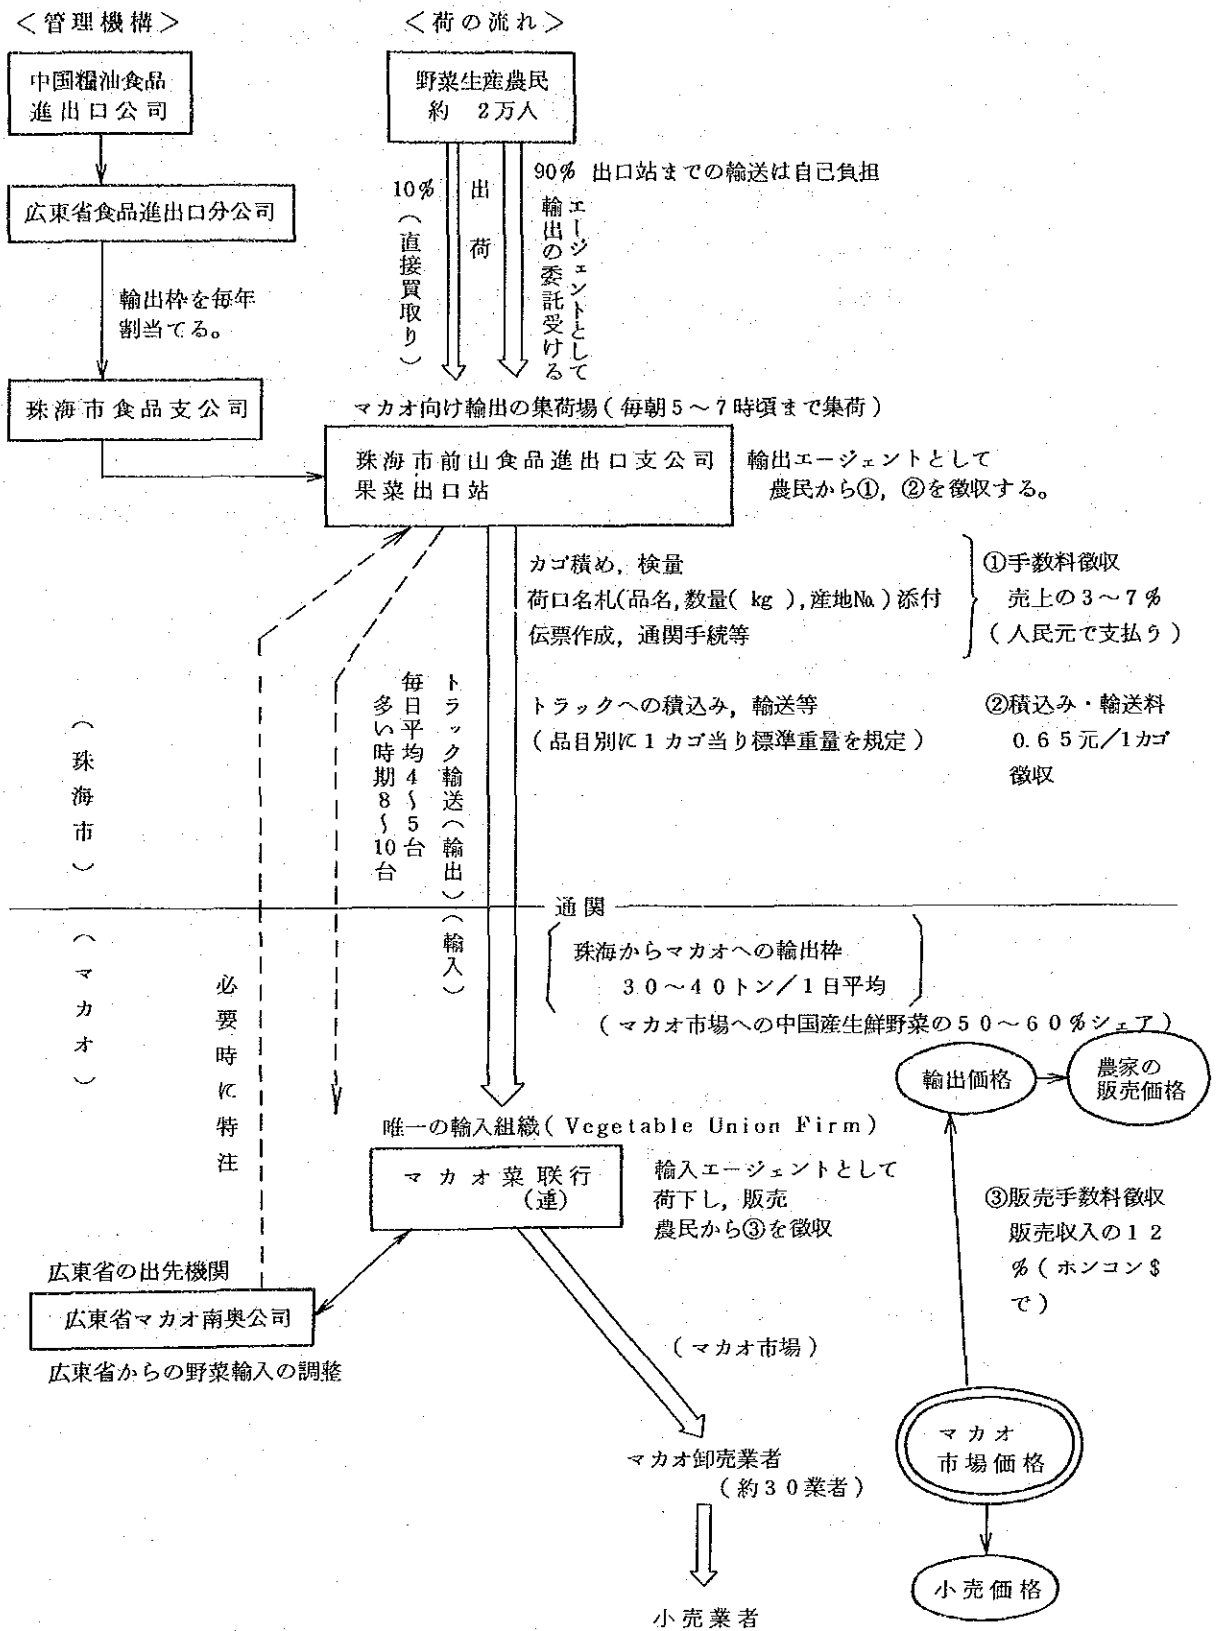 ＜管理機構＞
中国糧油食品
進出口公司
広東省食品進出口分公司
輸出枠を毎年
割当てる。
珠海市食品支公司
＜荷の流れ＞
野菜生産農民
約 2万人
10%（直接買取り）
出荷
90% 出口站までの輸送は自己負担
エージェントとして
輸出の委託受ける
マカオ向け輸出の集荷場（毎朝5～7時頃まで集荷）
珠海市前山食品進出口支公司
果菜出口站
輸出エージェントとして
農民から①，②を徴収する。
カゴ積め，検量
荷口名札(品名,数量( kg ),産地No.)添付
伝票作成，通関手続等
①手数料徴収
売上の3～7%
（人民元で支払う）
トラックへの積込み，輸送等
（品目別に1カゴ当り標準重量を規定）
②積込み・輸送料
0.65元／1カゴ
徴収
トラック輸送（輸出）（輸入）
毎日平均4～5台
多い時期8～10台
（珠海市）
通関
（マカオ）
珠海からマカオへの輸出枠
30～40トン／1日平均
（マカオ市場への中国産生鮮野菜の50～60%シェア）
必要時に特注
輸出価格
農家の
販売価格
唯一の輸入組織( Vegetable Union Firm )
マカオ菜联行
（連）
輸入エージェントとして
荷下し，販売
農民から③を徴収
③販売手数料徴収
販売収入の12
%（ホンコン$
で）
広東省の出先機関
広東省マカオ南奥公司
広東省からの野菜輸入の調整
（マカオ市場）
マカオ卸売業者
（約30業者）
小売業者
マカオ
市場価格
小売価格